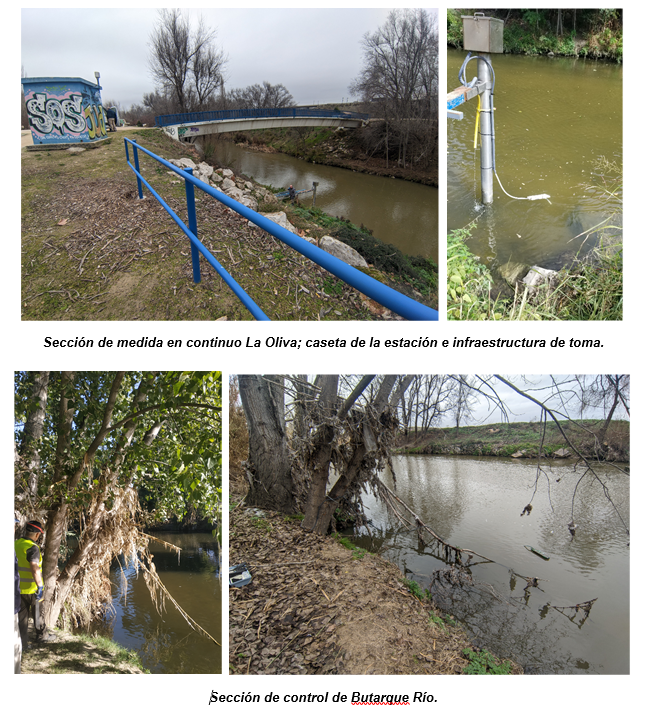 SOS
Sección de medida en continuo La Oliva; caseta de la estación e infraestructura de toma.
Sección de control de Butarque Río.